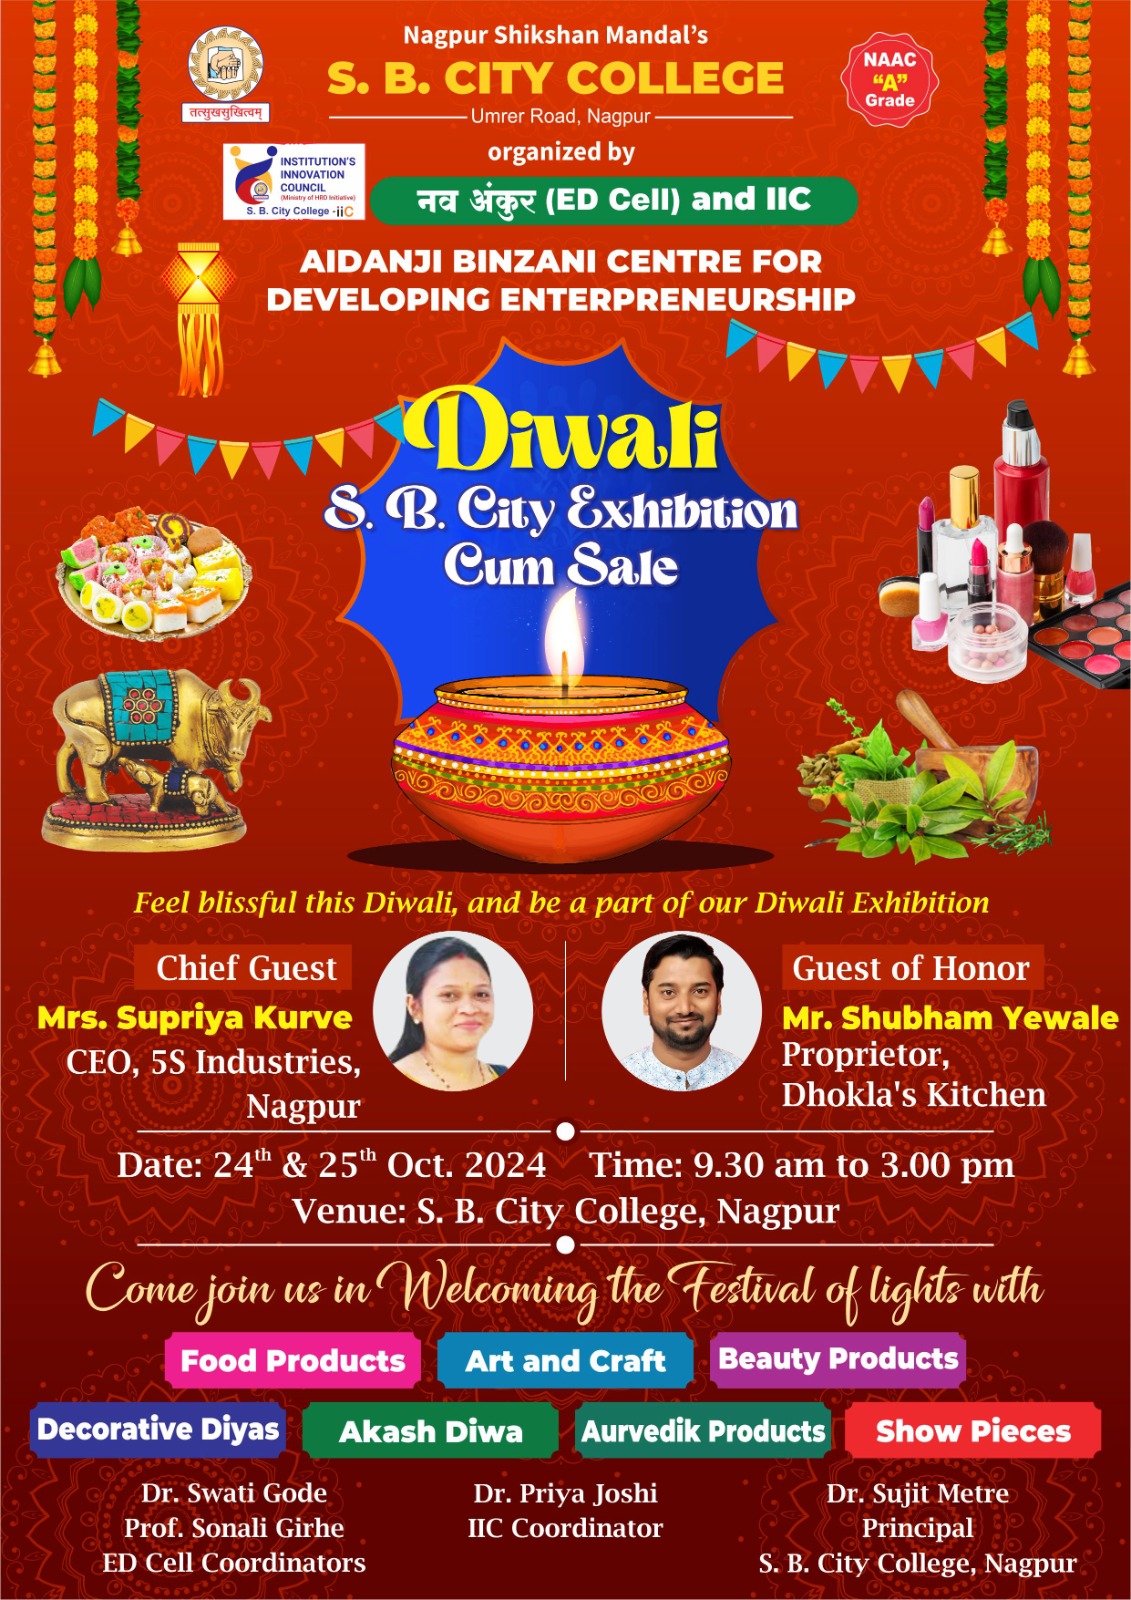 Nagpur Shikshan Mandal's
S. B. CITY COLLEGE
Umrer Road, Nagpur
तत्सुखसुखित्वम्
NAAC
“A”
Grade
organized by
INSTITUTION'S
INNOVATION
COUNCIL
(Ministry of HRD Initiative)
S. B. City College -iiC
नव अंकुर (ED Cell) and IIC
AIDANJI BINZANI CENTRE FOR
DEVELOPING ENTERPRENEURSHIP
Diwali
S. B. City Exhibition
Cum Sale
Feel blissful this Diwali, and be a part of our Diwali Exhibition
Chief Guest
Mrs. Supriya Kurve
CEO, 5S Industries,
Nagpur
Guest of Honor
Mr. Shubham Yewale
Proprietor,
Dhokla's Kitchen
Date: 24th & 25th Oct. 2024 Time: 9.30 am to 3.00 pm
Venue: S. B. City College, Nagpur
Come join us in Welcoming the Festival of lights with
Food Products Art and Craft Beauty Products
Decorative Diyas Akash Diwa Aurvedik Products Show Pieces
Dr. Swati Gode
Prof. Sonali Girhe
ED Cell Coordinators
Dr. Priya Joshi
IIC Coordinator
Dr. Sujit Metre
Principal
S. B. City College, Nagpur